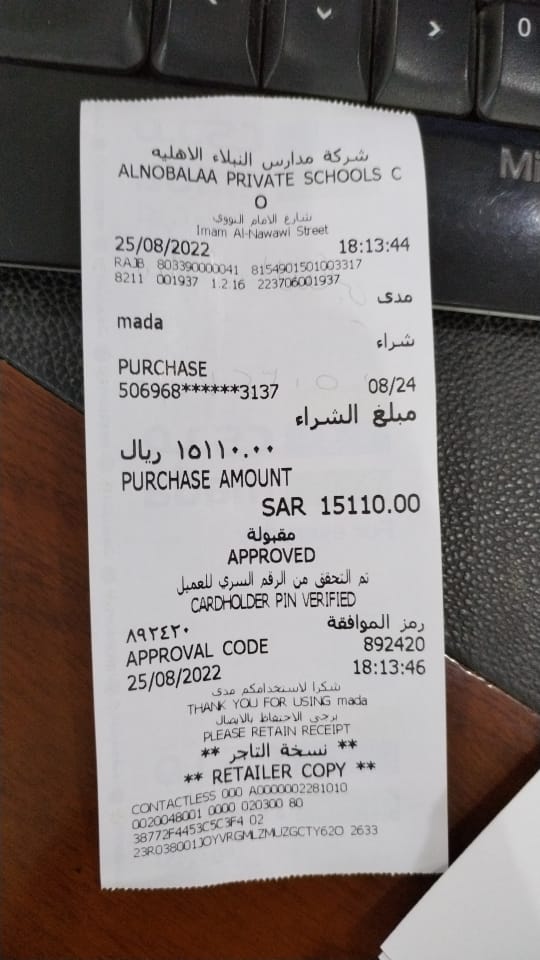 شركة مدارس النبلاء الاهليه
ALNOBALAA PRIVATE SCHOOLS C
O
شارع الامام النووي
Imam Al-Nawawi Street
25/08/2022 18:13:44
RAJB 803390000041 8154901501003317
8211 001937 1.2.16 223706001937
مدى
mada
شراء
PURCHASE
506968******3137 08/24
مبلغ الشراء
١٥١١٠.٠٠ ريال
PURCHASE AMOUNT
SAR 15110.00
مقبولة
APPROVED
تم التحقق من الرقم السري للعميل
CARDHOLDER PIN VERIFIED
رمز الموافقة ٨٩٢٤٢٠
APPROVAL CODE 892420
25/08/2022 18:13:46
شكرا لاستخدامكم مدى
THANK YOU FOR USING mada
يرجى الاحتفاظ بالايصال
PLEASE RETAIN RECEIPT
** نسخة التاجر **
** RETAILER COPY **
CONTACTLESS 000 A0000002281010
0020048001 0000 020300 80
38772F4453C5C3F4 02
23R038001JOYVRGMLZMUZGCTY62O 2633
0
Mi